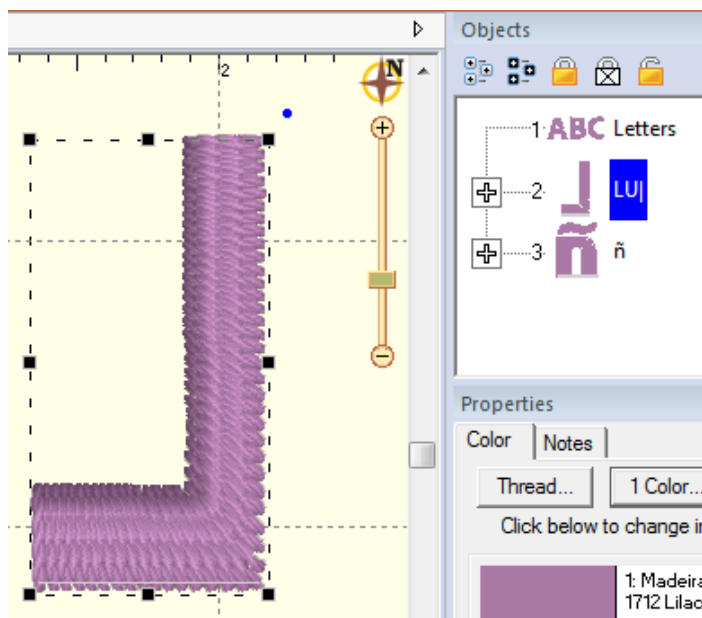 Objects
2
N
1 ABC Letters
2 LU
3 ñ
ñ
Properties
Color Notes
Thread... 1 Color...
Click below to change
1: Madeira
1712 Lilac